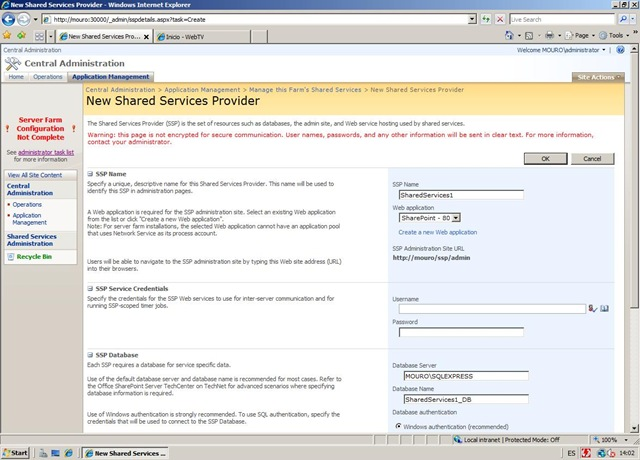 New Shared Services Provider - Windows Internet Explorer
http://mouro:30000/_admin/sspdetails.aspx?task=Create
Live Search
New Shared Services Pro...
Inicio - WebTV
Page
Tools
Central Administration
Welcome MOURO\administrator
Central Administration
Home
Operations
Application Management
Site Actions
Central Administration > Application Management > Manage this Farm's Shared Services > New Shared Services Provider
New Shared Services Provider
Server Farm
Configuration
Not Complete
See administrator task list
for more information
View All Site Content
Central
Administration
Operations
Application
Management
Shared Services
Administration
Recycle Bin
The Shared Services Provider (SSP) is the set of resources such as databases, the admin site, and Web service hosting used by shared services.
Warning: this page is not encrypted for secure communication. User names, passwords, and any other information will be sent in clear text. For more information,
contact your administrator.
OK
Cancel
SSP Name
Specify a unique, descriptive name for this Shared Services Provider. This name will be used to
identify this SSP in administration pages.
A Web application is required for the SSP administration site. Select an existing Web application
from the list or click "Create a new Web application".
Note: For server farm installations, the selected Web application cannot have an application pool
that uses Network Service as its process account.
Users will be able to navigate to the SSP administration site by typing this Web site address (URL)
into their browsers.
SSP Name
SharedServices1
Web application
SharePoint - 80
Create a new Web application
SSP Administration Site URL
http://mouro/ssp/admin
SSP Service Credentials
Specify the credentials for the SSP Web services to use for inter-server communication and for
running SSP-scoped timer jobs.
Username
Password
SSP Database
Each SSP requires a database for service specific data.
Use of the default database server and database name is recommended for most cases. Refer to
the Office SharePoint Server TechCenter on TechNet for advanced scenarios where specifying
database information is required.
Use of Windows authentication is strongly recommended. To use SQL authentication, specify the
credentials that will be used to connect to the SSP Database.
Database Server
MOURO\SQLEXPRESS
Database Name
SharedServices1_DB
Database authentication
Windows authentication (recommended)
Local intranet | Protected Mode: Off
100%
Start
New Shared Services ...
ES
14:02